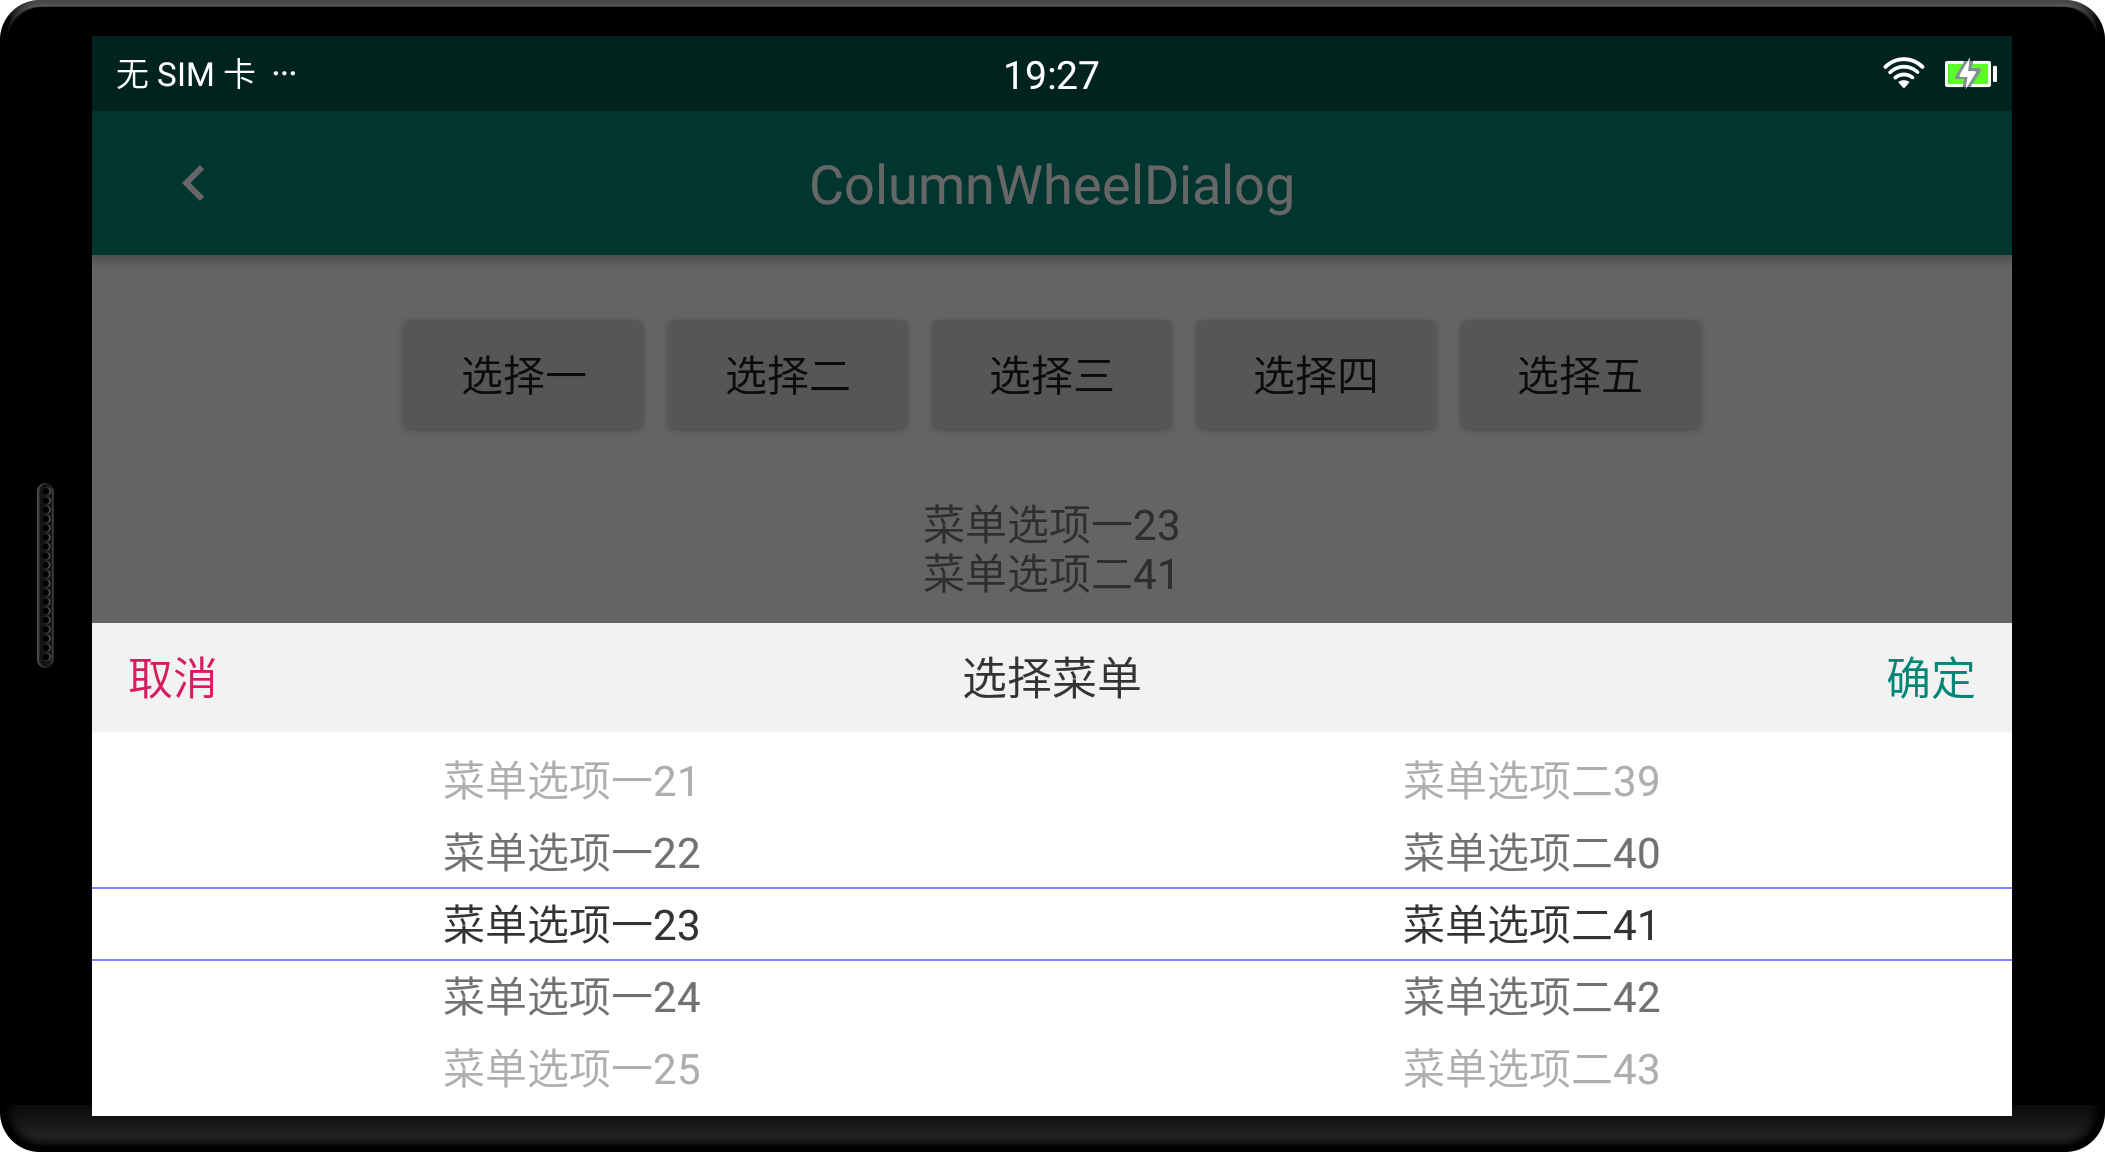 无 SIM 卡 ···
19:27
ColumnWheelDialog
选择一 选择二 选择三 选择四 选择五
菜单选项一23
菜单选项二41
取消 选择菜单 确定
菜单选项一21 菜单选项二39
菜单选项一22 菜单选项二40
菜单选项一23 菜单选项二41
菜单选项一24 菜单选项二42
菜单选项一25 菜单选项二43